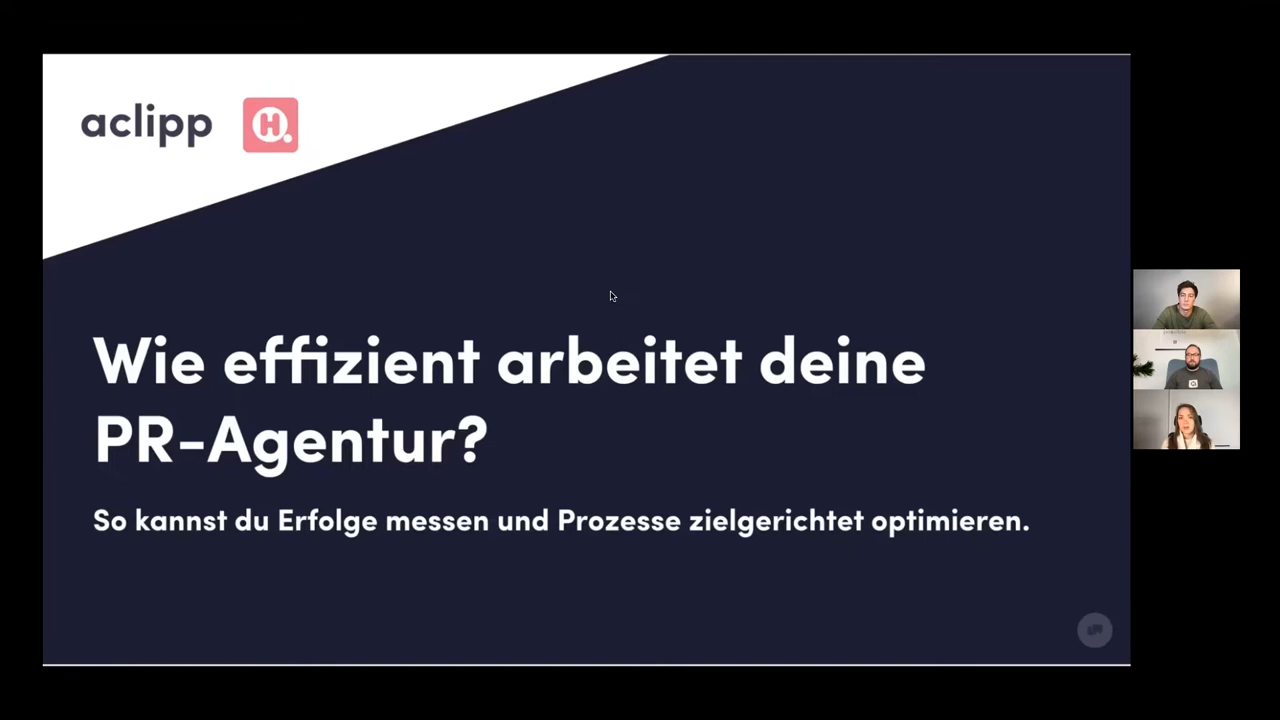 aclipp H.
Wie effizient arbeitet deine
PR-Agentur?
So kannst du Erfolge messen und Prozesse zielgerichtet optimieren.